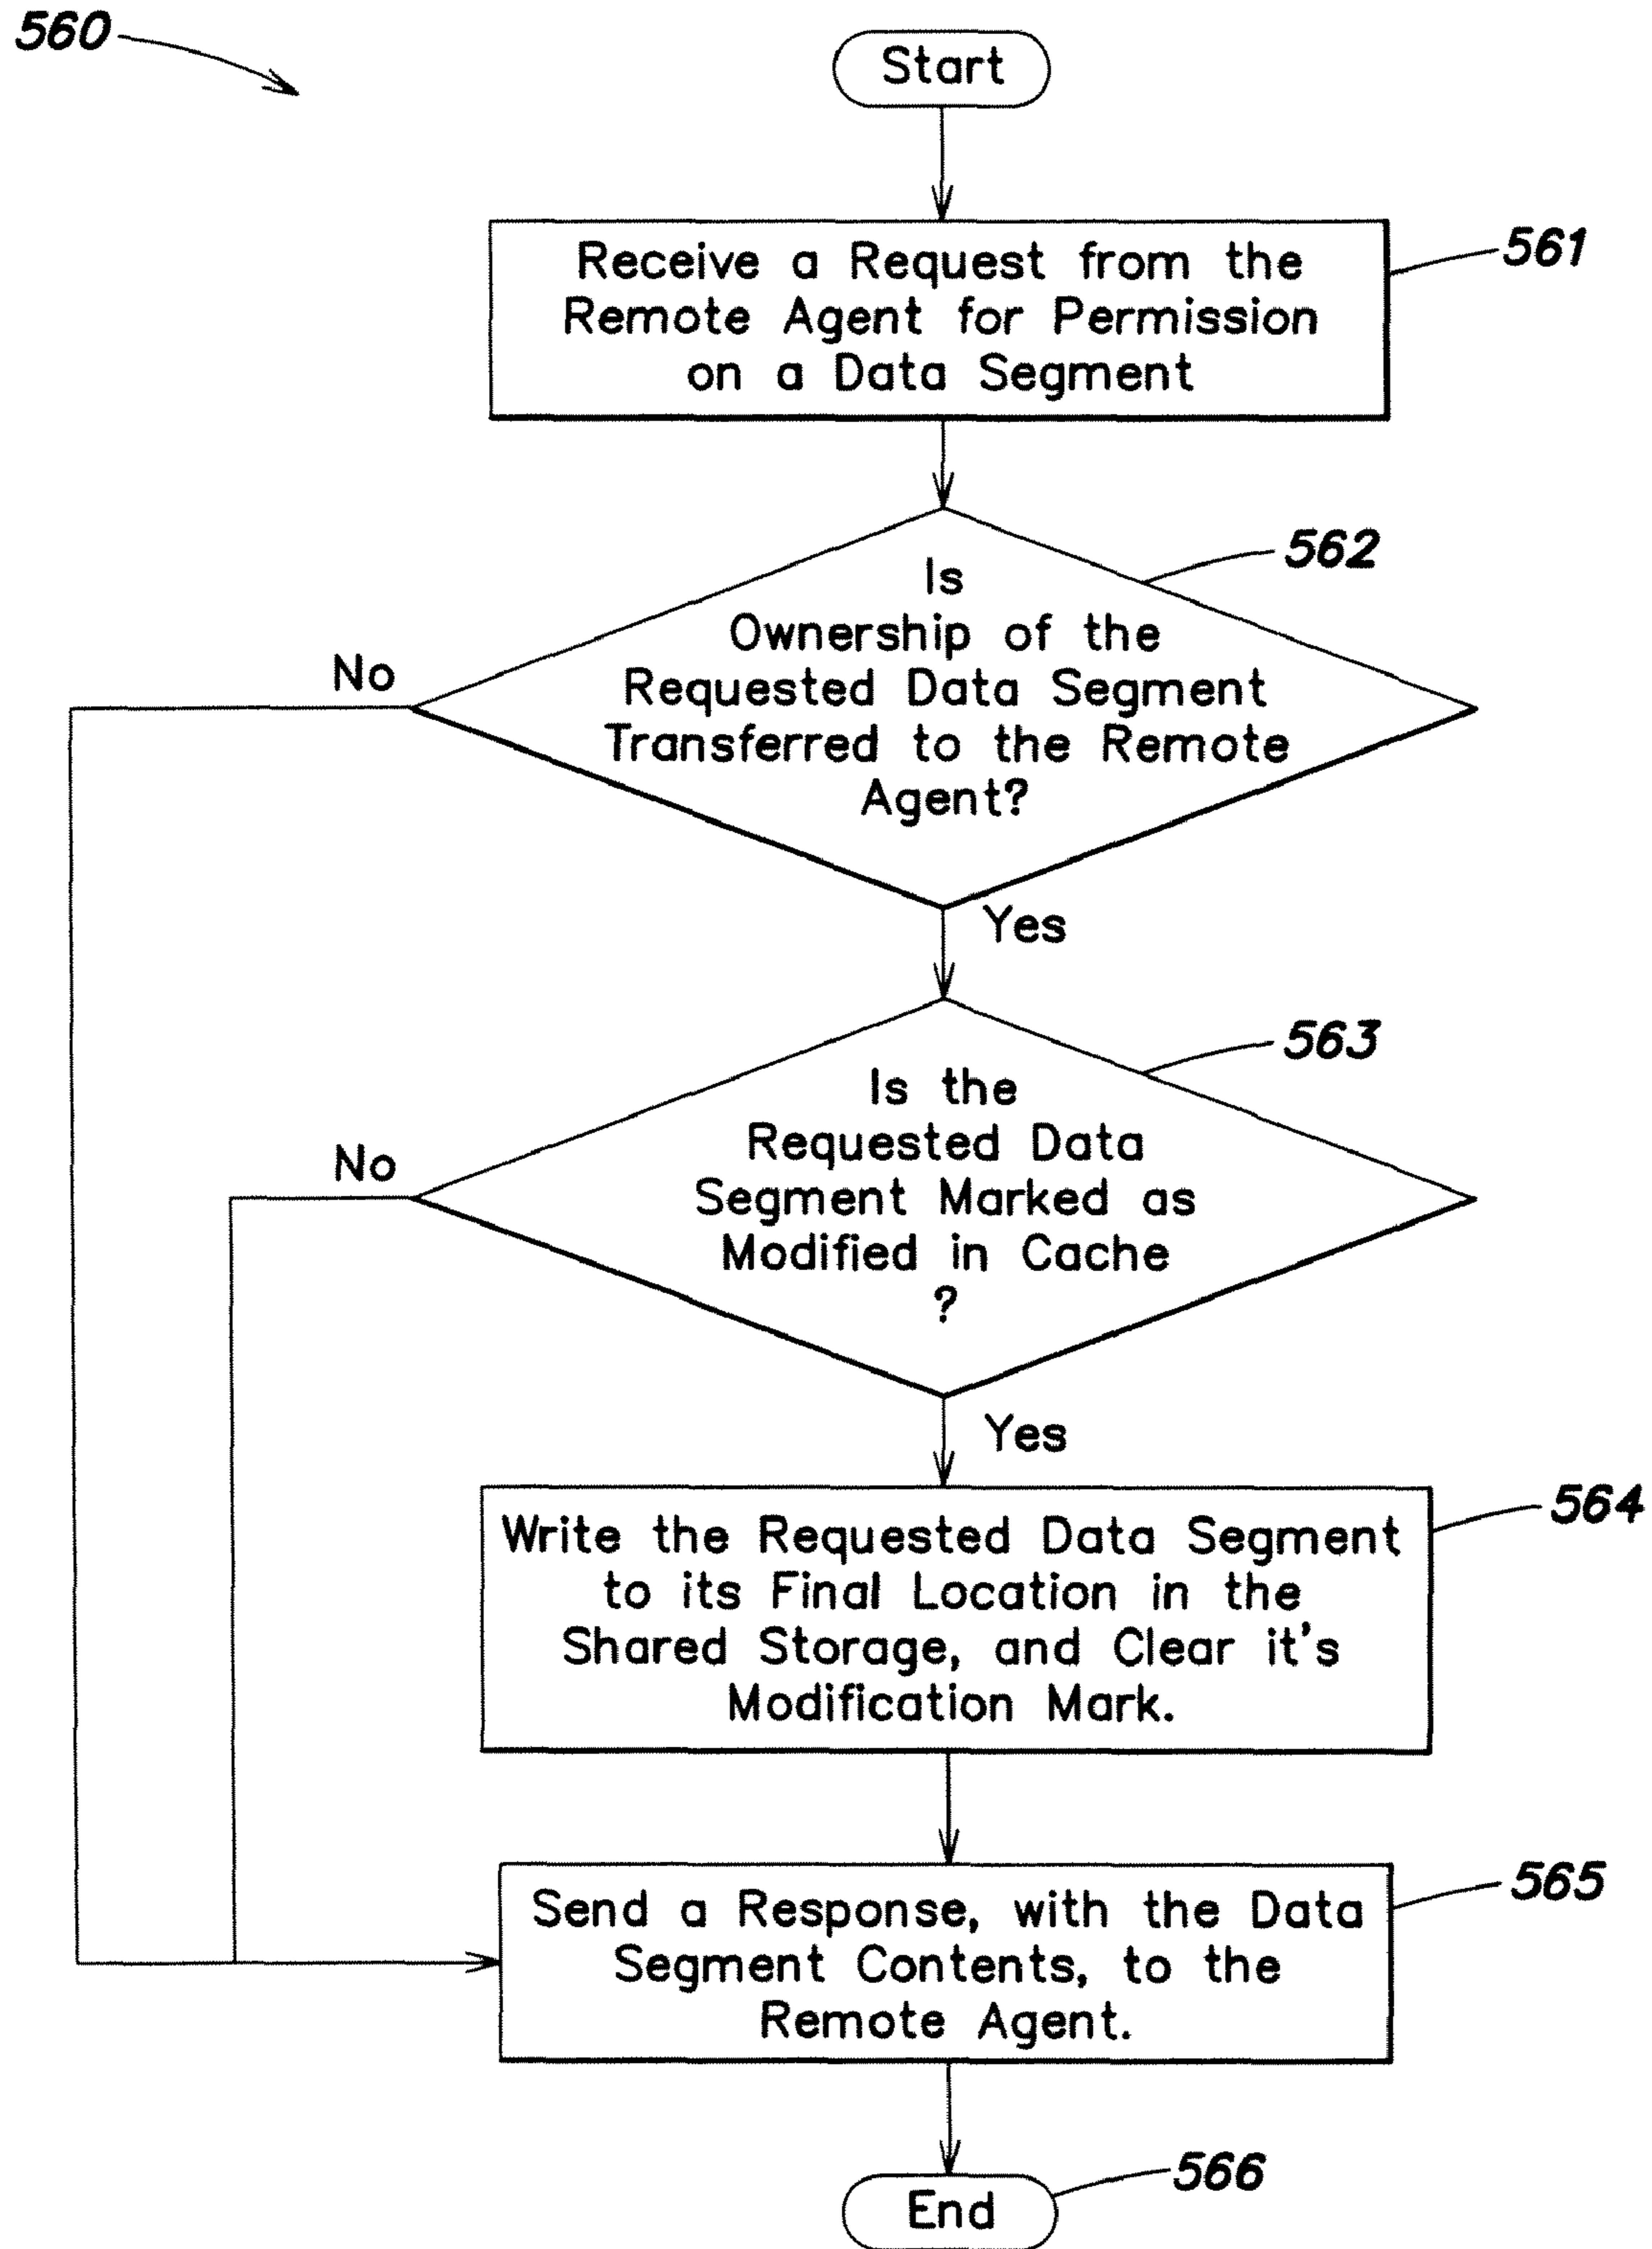 560
Start
Receive a Request from the
Remote Agent for Permission
on a Data Segment
561
Is
Ownership of the
Requested Data Segment
Transferred to the Remote
Agent?
562
No
Yes
Is the
Requested Data
Segment Marked as
Modified in Cache
?
563
No
Yes
Write the Requested Data Segment
to its Final Location in the
Shared Storage, and Clear it's
Modification Mark.
564
Send a Response, with the Data
Segment Contents, to the
Remote Agent.
565
End
566